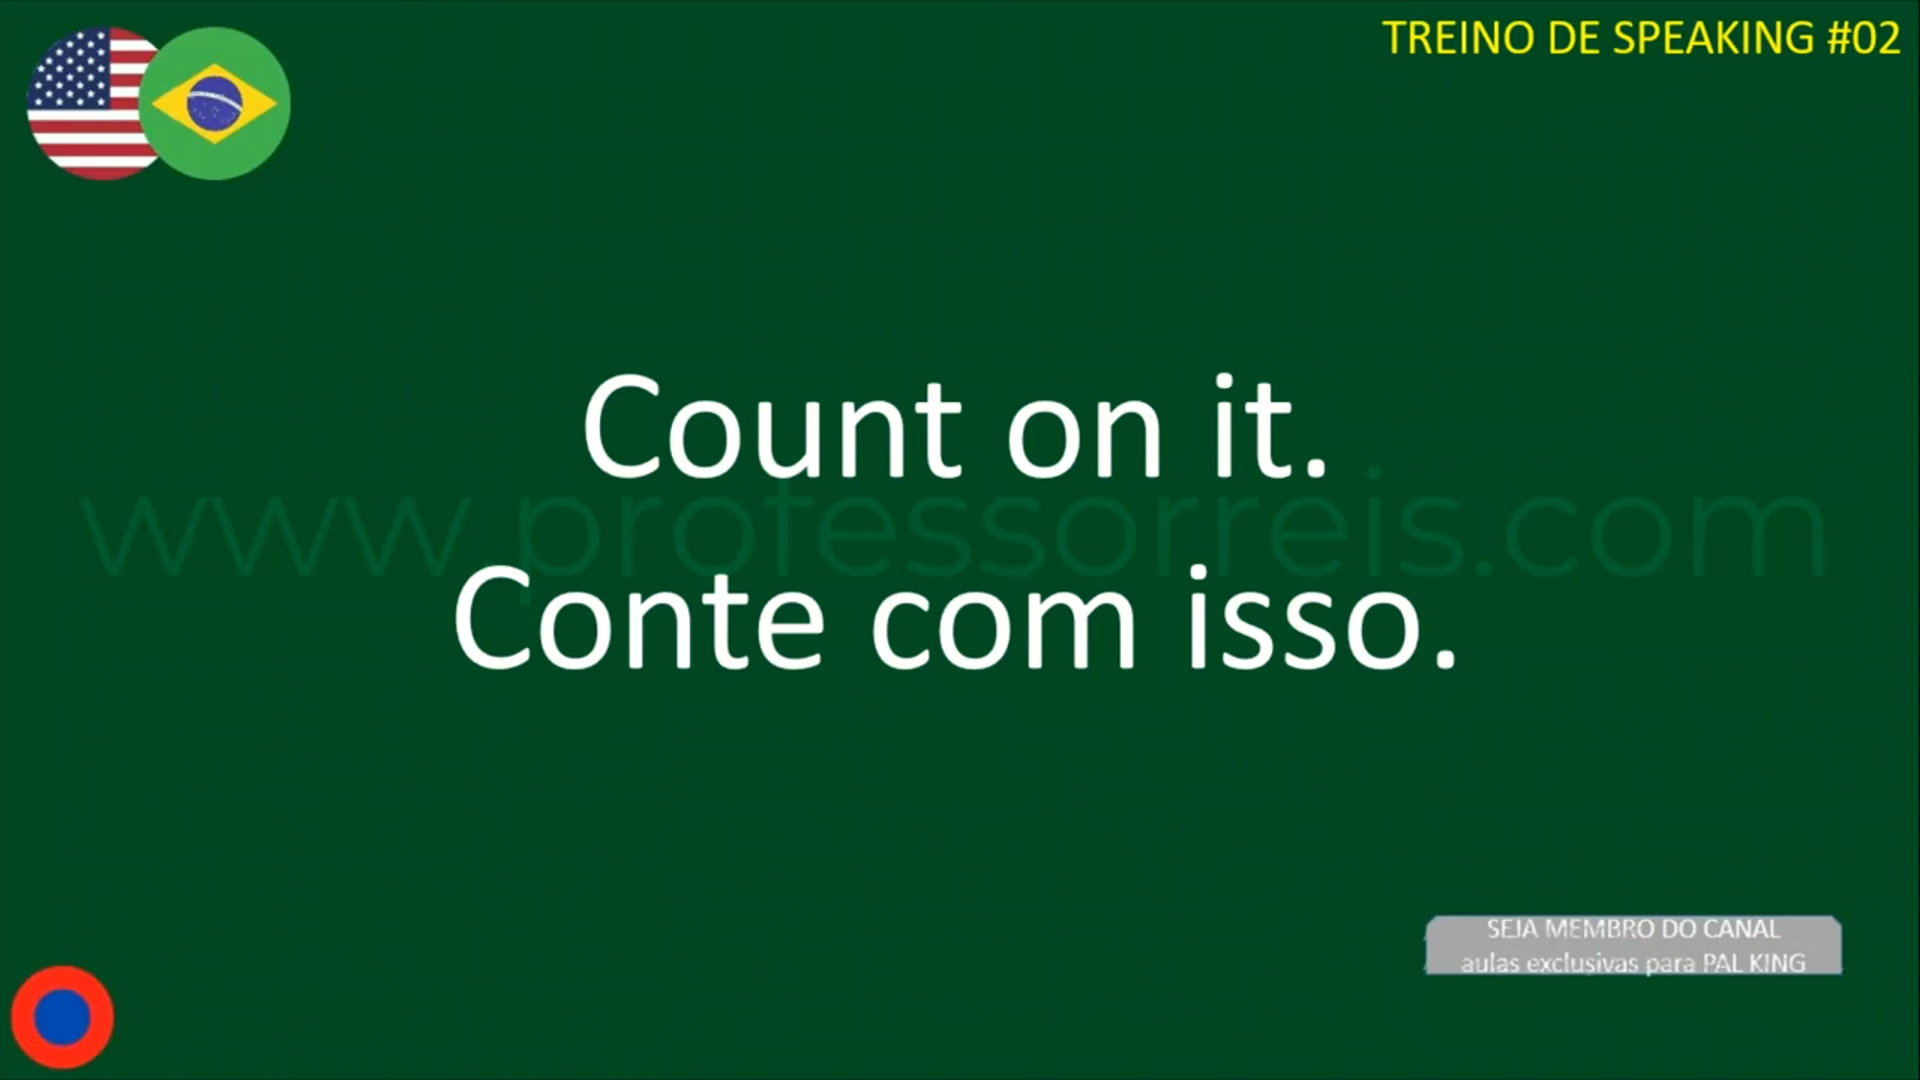 TREINO DE SPEAKING #02
Count on it.
www.professorreis.com
Conte com isso.
SEJA MEMBRO DO CANAL
aulas exclusivas para PAL KING